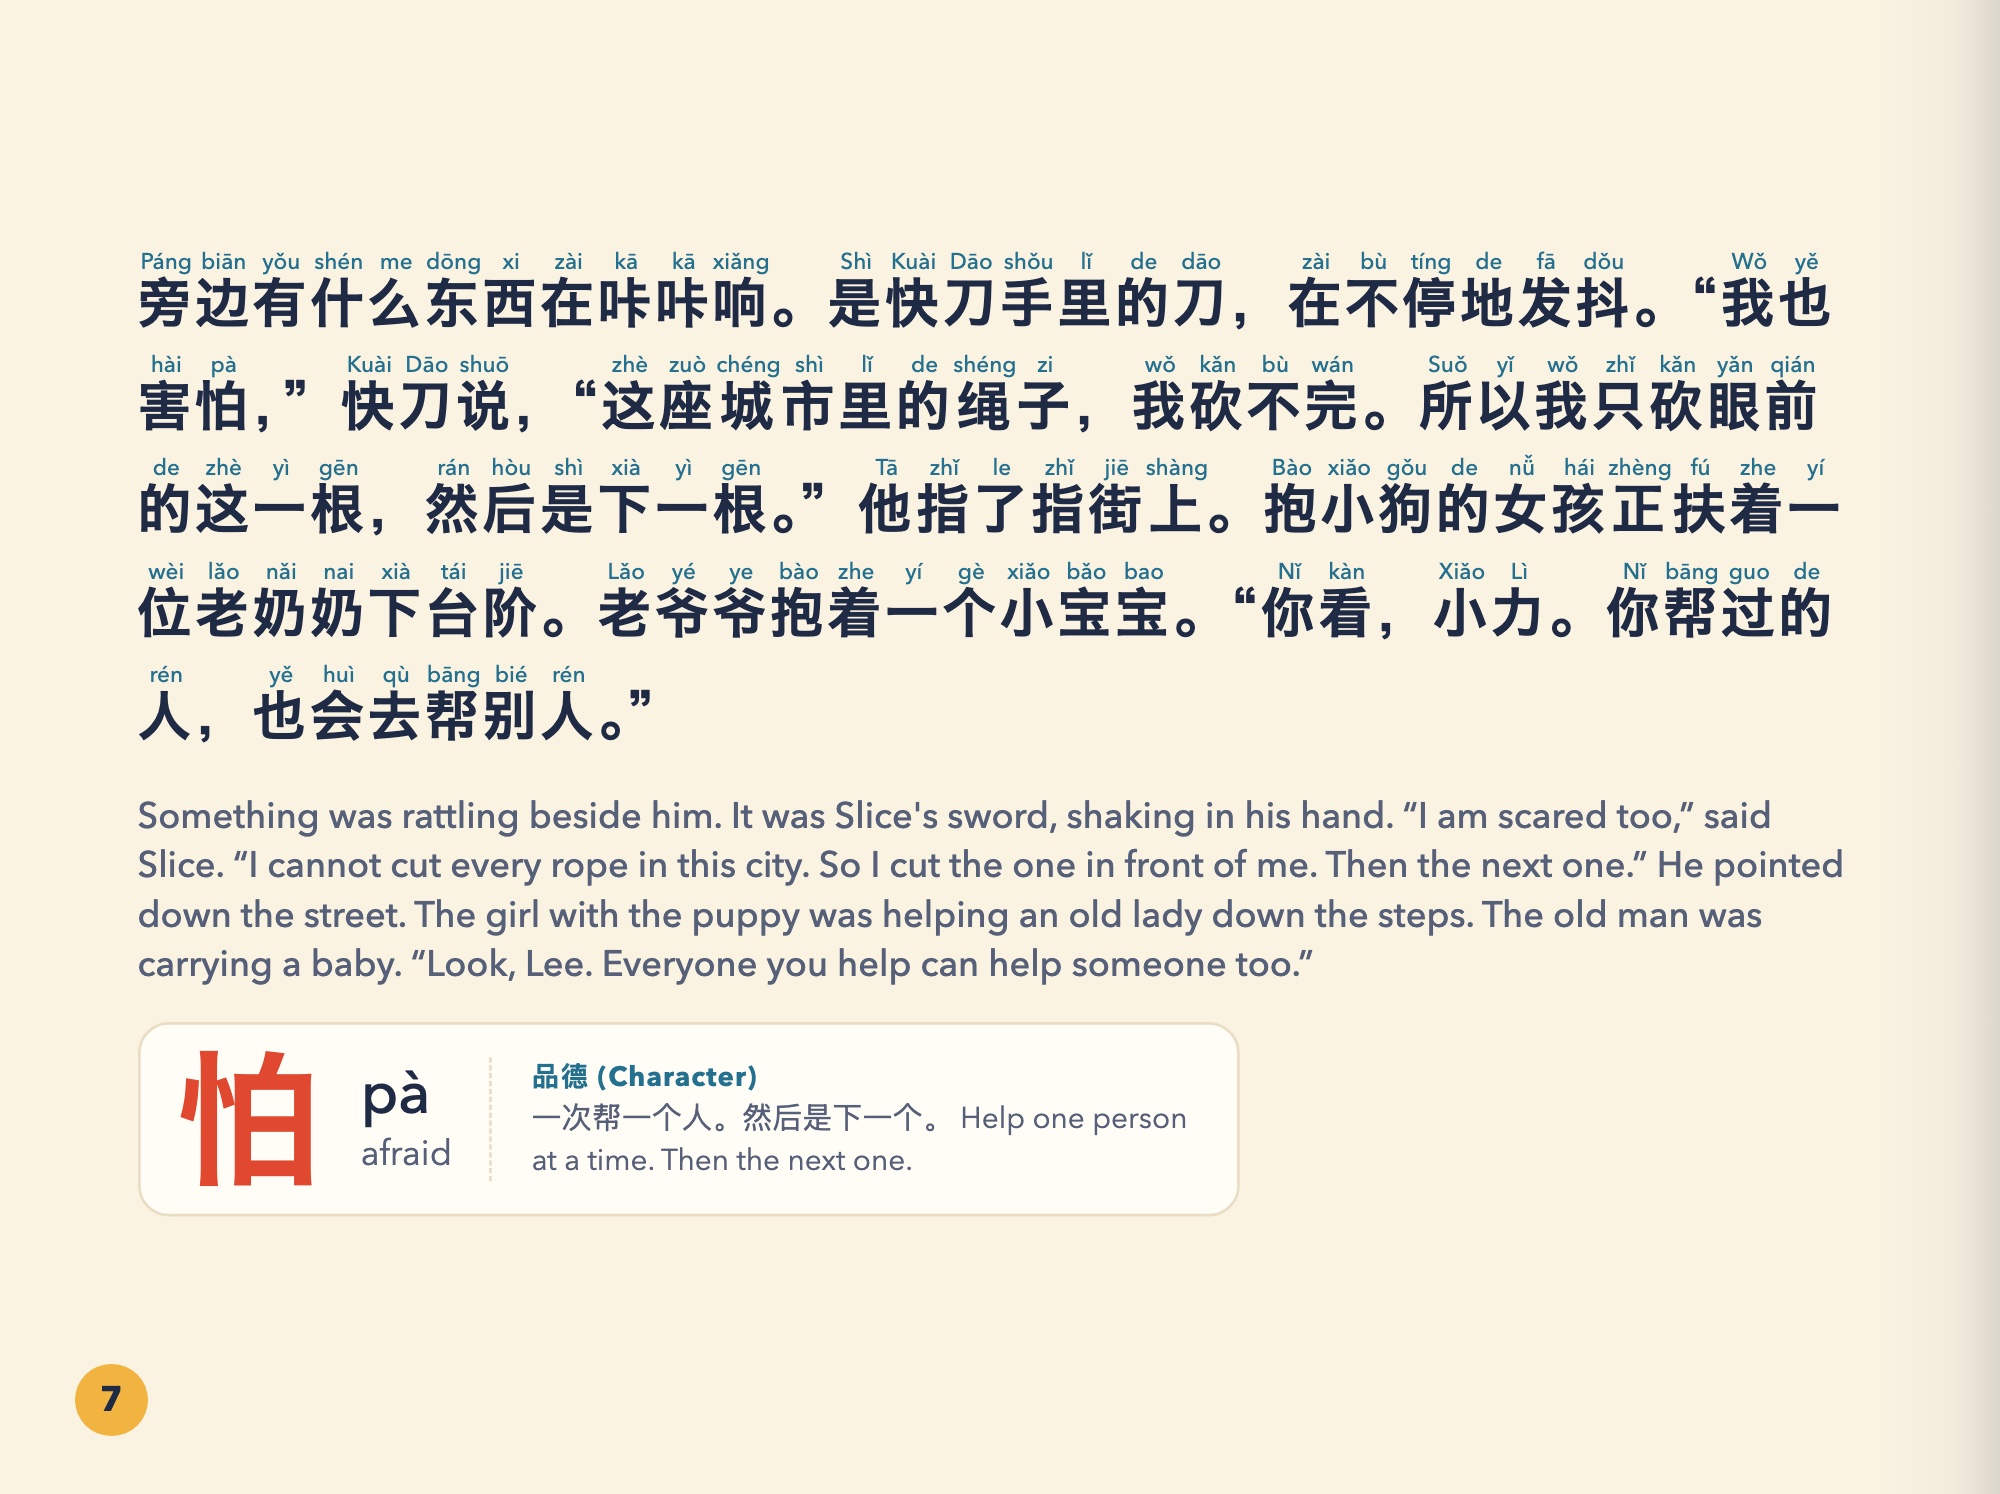 Páng biān yǒu shén me dōng xi zài kā kā xiǎng Shì Kuài Dāo shǒu lǐ de dāo zài bù tíng de fā dǒu Wǒ yě
旁边有什么东西在咔咔响。是快刀手里的刀，在不停地发抖。“我也
hài pà Kuài Dāo shuō zhè zuò chéng shì lǐ de shéng zi wǒ kǎn bù wán Suǒ yǐ wǒ zhǐ kǎn yǎn qián
害怕，”快刀说，“这座城市里的绳子，我砍不完。所以我只砍眼前
de zhè yì gēn rán hòu shì xià yì gēn Tā zhǐ le zhǐ jiē shàng Bào xiǎo gǒu de nǚ hái zhèng fú zhe yí
的这一根，然后是下一根。”他指了指街上。抱小狗的女孩正扶着一
wèi lǎo nǎi nai xià tái jiē Lǎo yé ye bào zhe yí gè xiǎo bǎo bao Nǐ kàn Xiǎo Lì Nǐ bāng guo de
位老奶奶下台阶。老爷爷抱着一个小宝宝。“你看，小力。你帮过的
rén yě huì qù bāng bié rén
人，也会去帮别人。”
Something was rattling beside him. It was Slice's sword, shaking in his hand. “I am scared too,” said
Slice. “I cannot cut every rope in this city. So I cut the one in front of me. Then the next one.” He pointed
down the street. The girl with the puppy was helping an old lady down the steps. The old man was
carrying a baby. “Look, Lee. Everyone you help can help someone too.”
怕
pà
afraid
品德 (Character)
一次帮一个人。然后是下一个。 Help one person
at a time. Then the next one.
7